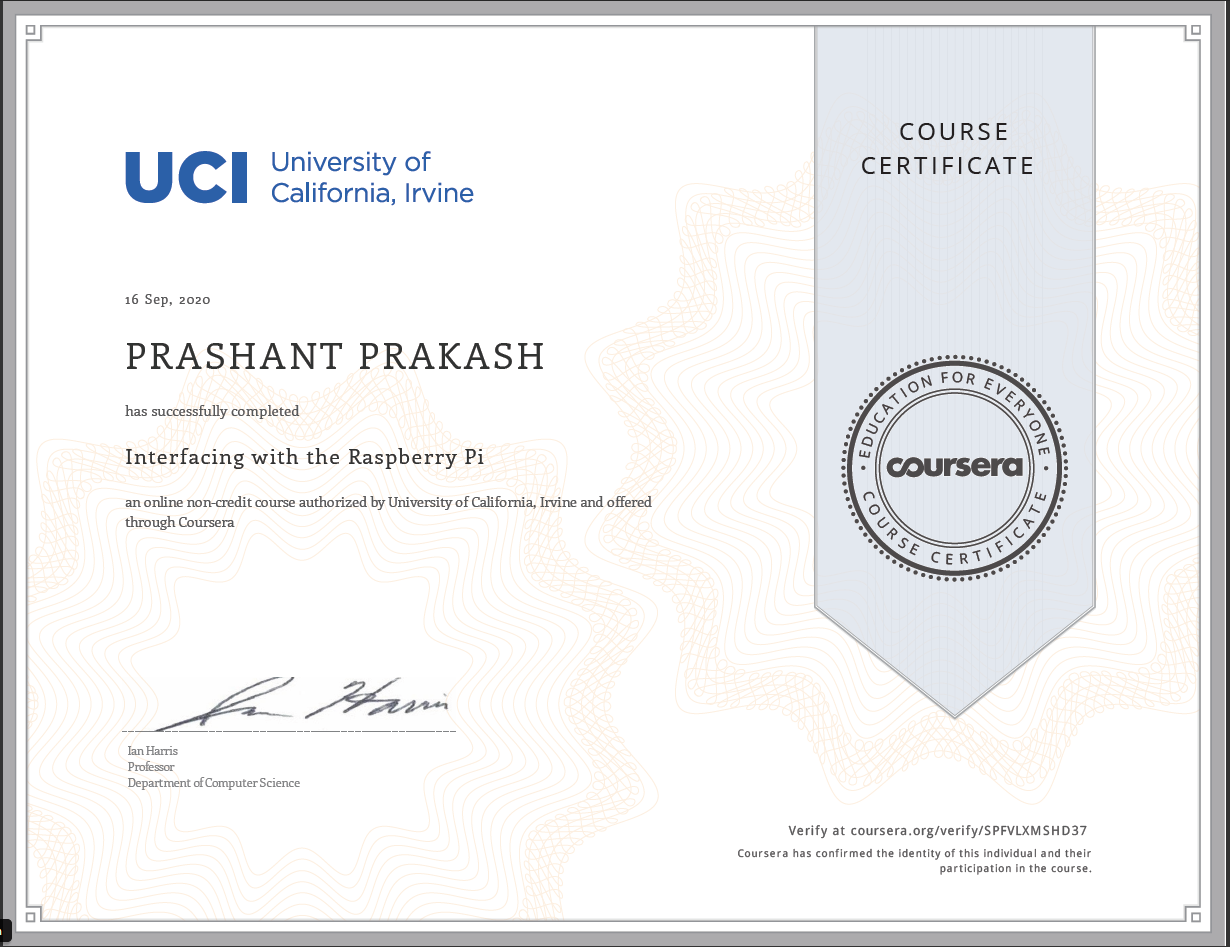 UCI University of
California, Irvine
COURSE
CERTIFICATE
16 Sep, 2020
PRASHANT PRAKASH
has successfully completed
Interfacing with the Raspberry Pi
an online non-credit course authorized by University of California, Irvine and offered
through Coursera
EDUCATION FOR EVERYONE
coursera
COURSE CERTIFICATE
Ian Harris
Ian Harris
Professor
Department of Computer Science
Verify at coursera.org/verify/SPFVLXMSHD37
Coursera has confirmed the identity of this individual and their
participation in the course.